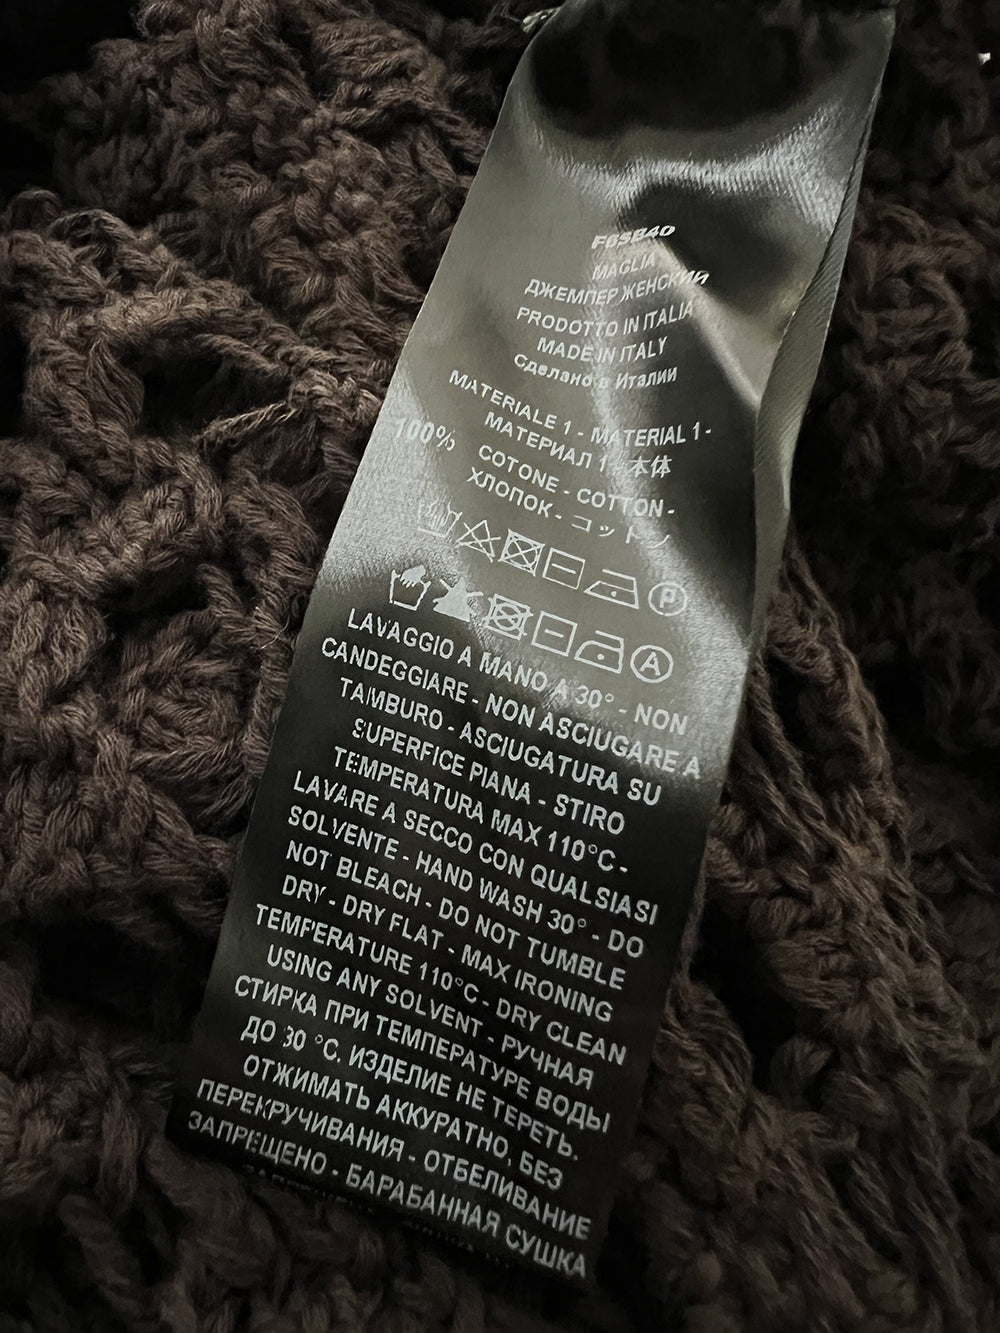 F6SB40
MAGLIA
ДЖЕМПЕР ЖЕНСКИЙ
PRODOTTO IN ITALIA
MADE IN ITALY
Сделано в Италии
MATERIALE 1 - MATERIAL 1 -
МАТЕРИАЛ 1 - 本体
100% COTONE - COTTON -
ХЛОПОК - コットン
P
A
LAVAGGIO A MANO A 30° - NON
CANDEGGIARE - NON ASCIUGARE A
TAMBURO - ASCIUGATURA SU
SUPERFICE PIANA - STIRO
TEMPERATURA MAX 110°C -
LAVARE A SECCO CON QUALSIASI
SOLVENTE - HAND WASH 30° - DO
NOT BLEACH - DO NOT TUMBLE
DRY - DRY FLAT - MAX IRONING
TEMFERATURE 110°C - DRY CLEAN
USING ANY SOLVENT - РУЧНАЯ
СТИРКА ПРИ ТЕМПЕРАТУРЕ ВОДЫ
ДО 30 °C. ИЗДЕЛИЕ НЕ ТЕРЕТЬ.
ОТЖИМАТЬ АККУРАТНО, БЕЗ
ПЕРЕКРУЧИВАНИЯ - ОТБЕЛИВАНИЕ
ЗАПРЕЩЕНО - БАРАБАННАЯ СУШКА